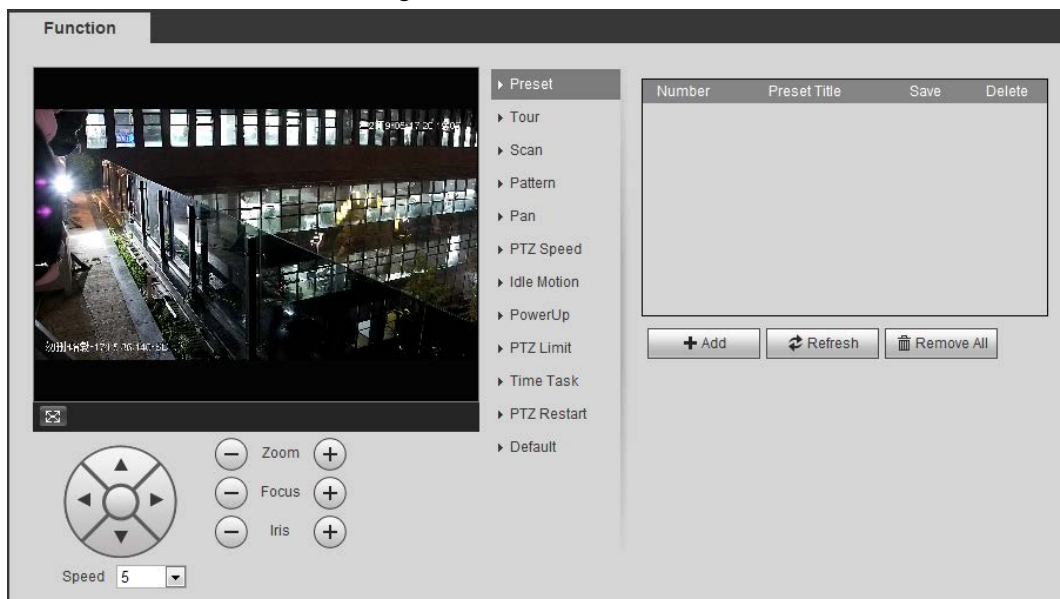 Function
Preset
Tour
Scan
Pattern
Pan
PTZ Speed
Idle Motion
PowerUp
PTZ Limit
Time Task
PTZ Restart
Default
Number Preset Title Save Delete
Add Refresh Remove All
Zoom
Focus
Iris
Speed 5